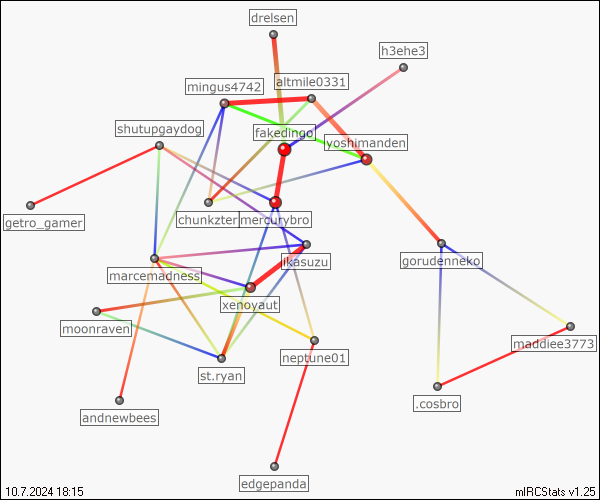 drelsen
h3ehe3
mingus4742
altmile0331
shutupgaydog
fakedingo
yoshimanden
getro_gamer
chunkzter
mercurybro
ikasuzu
gorudenneko
marcemadness
xenoyaut
moonraven
maddiee3773
neptune01
st.ryan
.cosbro
andnewbees
edgepanda
10.7.2024 18:15
mIRCStats v1.25